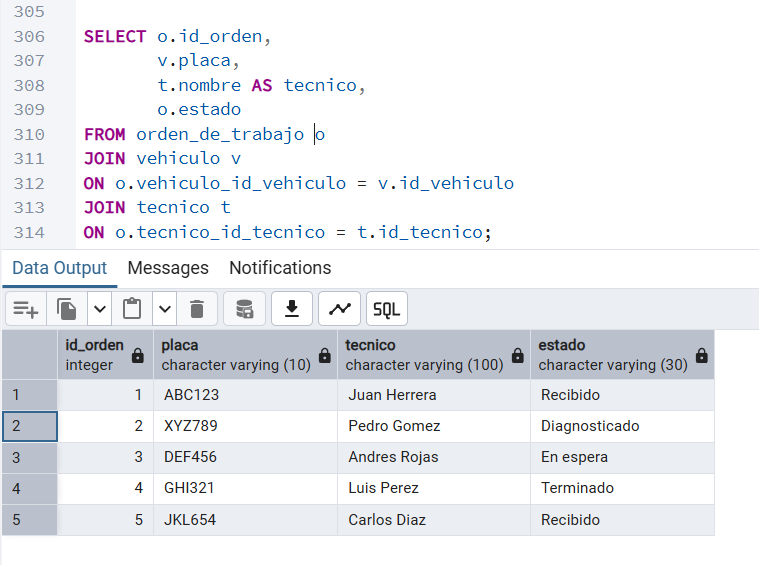 305
306 SELECT o.id_orden,
307 v.placa,
308 t.nombre AS tecnico,
309 o.estado
310 FROM orden_de_trabajo o
311 JOIN vehiculo v
312 ON o.vehiculo_id_vehiculo = v.id_vehiculo
313 JOIN tecnico t
314 ON o.tecnico_id_tecnico = t.id_tecnico;
Data Output Messages Notifications
SQL
id_orden placa tecnico estado
integer character varying (10) character varying (100) character varying (30)
1 1 ABC123 Juan Herrera Recibido
2 2 XYZ789 Pedro Gomez Diagnosticado
3 3 DEF456 Andres Rojas En espera
4 4 GHI321 Luis Perez Terminado
5 5 JKL654 Carlos Diaz Recibido